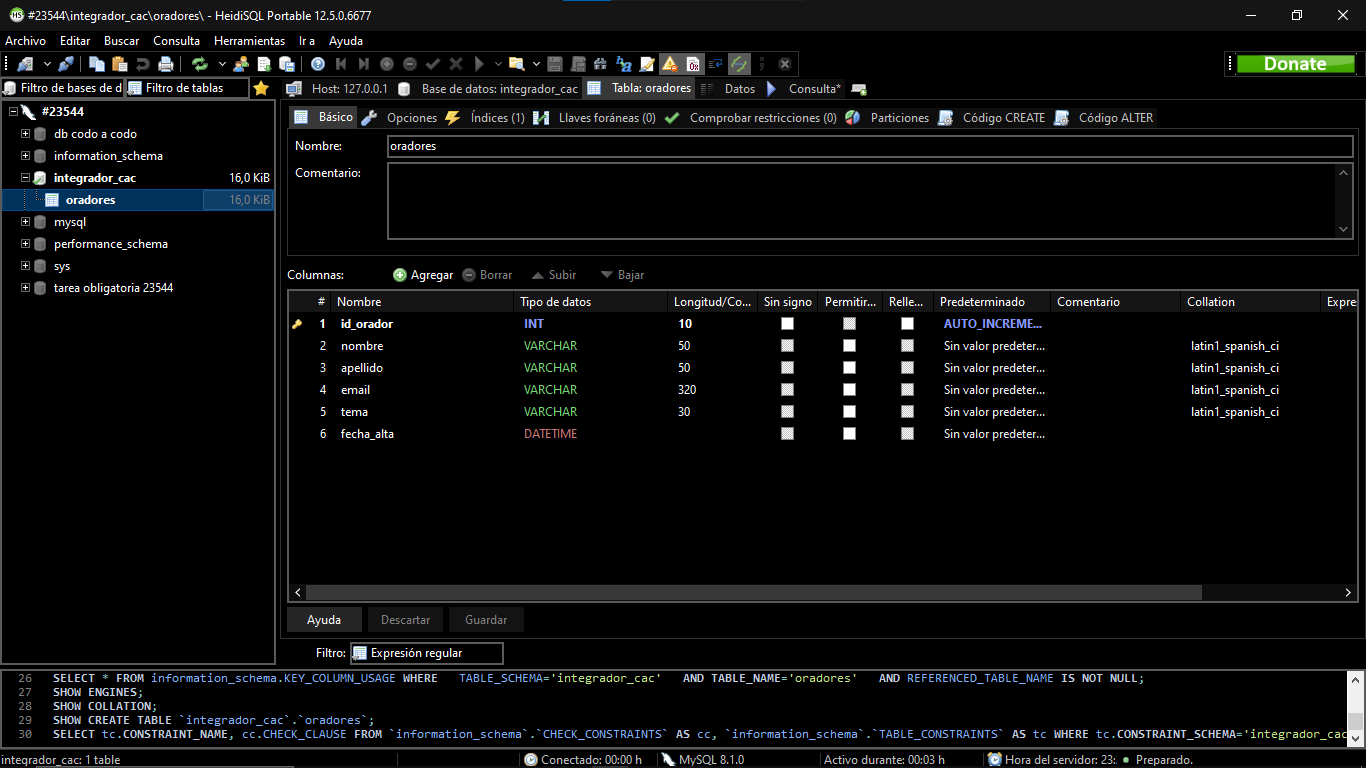 #23544\integrador_cac\oradores\ - HeidiSQL Portable 12.5.0.6677
Archivo Editar Buscar Consulta Herramientas Ir a Ayuda
Donate
Filtro de bases de d Filtro de tablas
Host: 127.0.0.1 Base de datos: integrador_cac Tabla: oradores Datos Consulta*
#23544
db codo a codo
information_schema
integrador_cac 16,0 KiB
oradores 16,0 KiB
mysql
performance_schema
sys
tarea obligatoria 23544
Básico Opciones Índices (1) Llaves foráneas (0) Comprobar restricciones (0) Particiones Código CREATE Código ALTER
Nombre: oradores
Comentario:
Columnas: Agregar Borrar Subir Bajar
# Nombre Tipo de datos Longitud/Co... Sin signo Permitir... Relle... Predeterminado Comentario Collation Expre
1 id_orador INT 10 AUTO_INCREME...
2 nombre VARCHAR 50 Sin valor predeter... latin1_spanish_ci
3 apellido VARCHAR 50 Sin valor predeter... latin1_spanish_ci
4 email VARCHAR 320 Sin valor predeter... latin1_spanish_ci
5 tema VARCHAR 30 Sin valor predeter... latin1_spanish_ci
6 fecha_alta DATETIME Sin valor predeter...
Ayuda Descartar Guardar
Filtro: Expresión regular
26 SELECT * FROM information_schema.KEY_COLUMN_USAGE WHERE TABLE_SCHEMA='integrador_cac' AND TABLE_NAME='oradores' AND REFERENCED_TABLE_NAME IS NOT NULL;
27 SHOW ENGINES;
28 SHOW COLLATION;
29 SHOW CREATE TABLE `integrador_cac`.`oradores`;
30 SELECT tc.CONSTRAINT_NAME, cc.CHECK_CLAUSE FROM `information_schema`.`CHECK_CONSTRAINTS` AS cc, `information_schema`.`TABLE_CONSTRAINTS` AS tc WHERE tc.CONSTRAINT_SCHEMA='integrador_cac
integrador_cac: 1 table Conectado: 00:00 h MySQL 8.1.0 Activo durante: 00:03 h Hora del servidor: 23: Preparado.